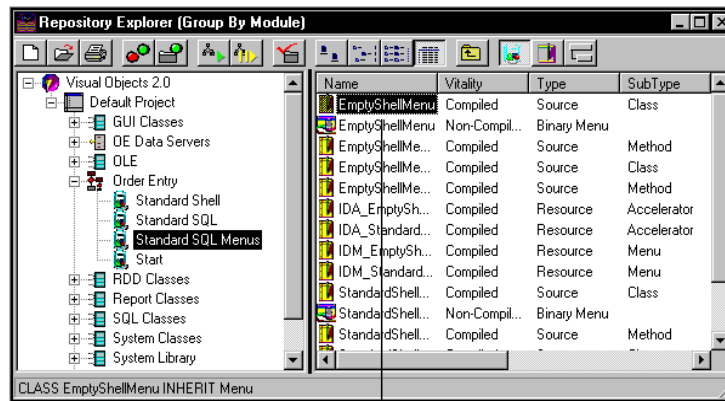 Repository Explorer (Group By Module)
Name Vitality Type SubType
Visual Objects 2.0
Default Project
GUI Classes
OE Data Servers
OLE
Order Entry
Standard Shell
Standard SQL
Standard SQL Menus
Start
RDD Classes
Report Classes
SQL Classes
System Classes
System Library
EmptyShellMenu Compiled Source Class
EmptyShellMenu Non-Compil... Binary Menu
EmptyShellMe... Compiled Source Method
EmptyShellMe... Compiled Source Class
EmptyShellMe... Compiled Source Method
IDA_EmptySh... Compiled Resource Accelerator
IDA_Standard... Compiled Resource Accelerator
IDM_EmptySh... Compiled Resource Menu
IDM_Standard... Compiled Resource Menu
StandardShell... Compiled Source Class
StandardShell... Non-Compil... Binary Menu
StandardShell... Compiled Source Method
CLASS EmptyShellMenu INHERIT Menu